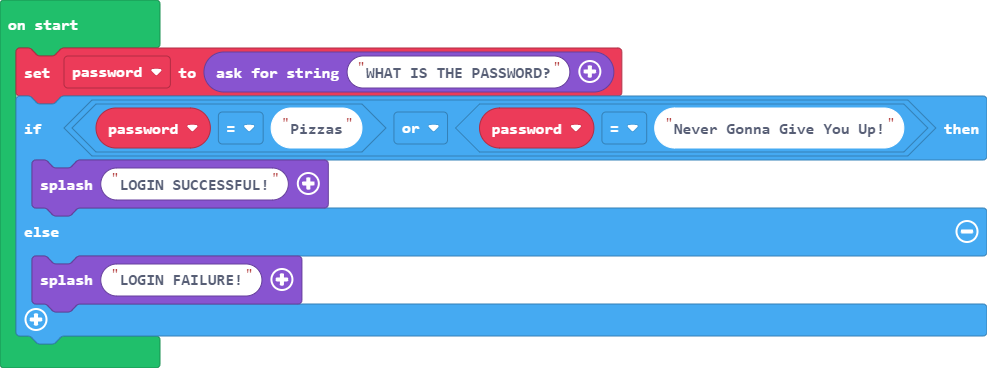 on start
set password to ask for string "WHAT IS THE PASSWORD?"
if password = "Pizzas" or password = "Never Gonna Give You Up!" then
splash "LOGIN SUCCESSFUL!"
else
splash "LOGIN FAILURE!"